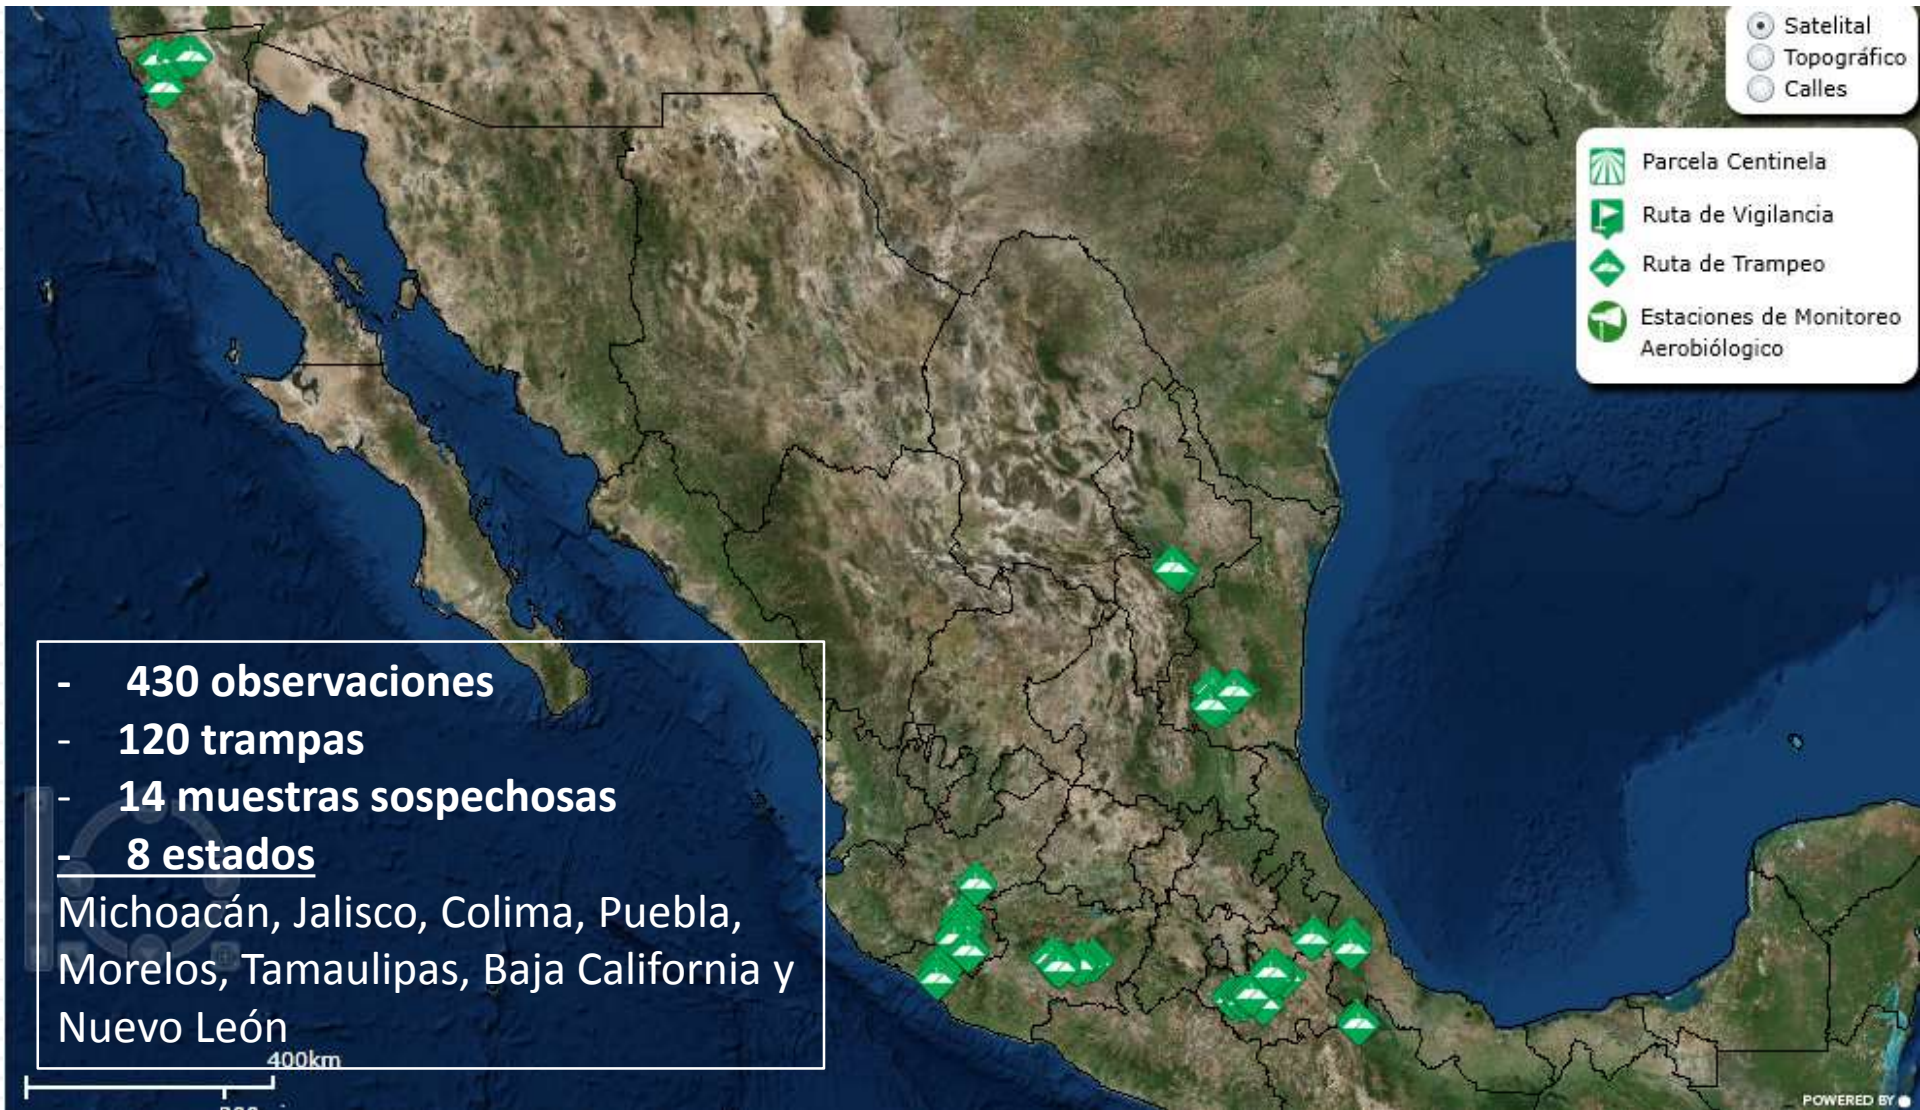 Satelital
Topográfico
Calles
Parcela Centinela
Ruta de Vigilancia
Ruta de Trampeo
Estaciones de Monitoreo
Aerobiólogico
- 430 observaciones
- 120 trampas
- 14 muestras sospechosas
- 8 estados
Michoacán, Jalisco, Colima, Puebla,
Morelos, Tamaulipas, Baja California y
Nuevo León
400km
POWERED BY